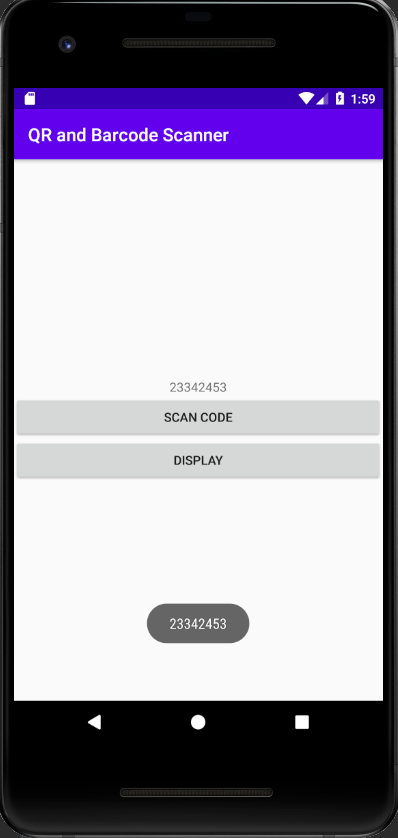 1:59
QR and Barcode Scanner
23342453
SCAN CODE
DISPLAY
23342453